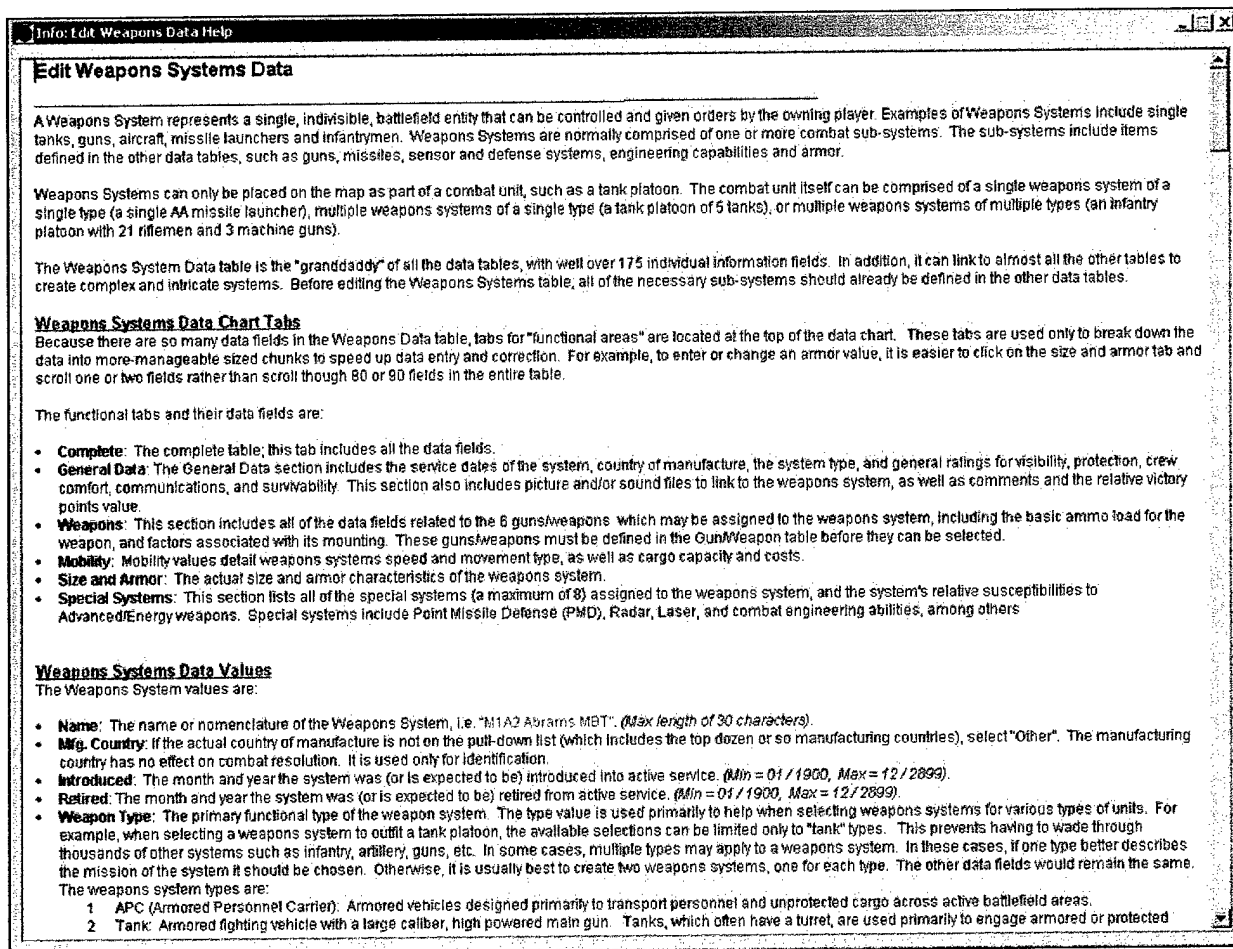 Info: Edit Weapons Data Help
Edit Weapons Systems Data
A Weapons System represents a single, indivisible, battlefield entity that can be controlled and given orders by the owning player. Examples of Weapons Systems include single
tanks, guns, aircraft, missile launchers and infantrymen. Weapons Systems are normally comprised of one or more combat sub-systems. The sub-systems include items
defined in the other data tables, such as guns, missiles, sensor and defense systems, engineering capabilities and armor.
Weapons Systems can only be placed on the map as part of a combat unit, such as a tank platoon. The combat unit itself can be comprised of a single weapons system of a
single type (a single AA missile launcher), multiple weapons systems of a single type (a tank platoon of 5 tanks), or multiple weapons systems of multiple types (an infantry
platoon with 21 riflemen and 3 machine guns).
The Weapons System Data table is the "granddaddy" of all the data tables, with well over 175 individual information fields. In addition, it can link to almost all the other tables to
create complex and intricate systems. Before editing the Weapons Systems table, all of the necessary sub-systems should already be defined in the other data tables.
Weapons Systems Data Chart Tabs
Because there are so many data fields in the Weapons Data table, tabs for "functional areas" are located at the top of the data chart. These tabs are used only to break down the
data into more-manageable sized chunks to speed up data entry and correction. For example, to enter or change an armor value, it is easier to click on the size and armor tab and
scroll one or two fields rather than scroll though 80 or 90 fields in the entire table.
The functional tabs and their data fields are:
• Complete: The complete table; this tab includes all the data fields.
• General Data: The General Data section includes the service dates of the system, country of manufacture, the system type, and general ratings for visibility, protection, crew
comfort, communications, and survivability. This section also includes picture and/or sound files to link to the weapons system, as well as comments and the relative victory
points value.
• Weapons: This section includes all of the data fields related to the 6 guns/weapons which may be assigned to the weapons system, including the basic ammo load for the
weapon, and factors associated with its mounting. These guns/weapons must be defined in the Gun/Weapon table before they can be selected.
• Mobility: Mobility values detail weapons systems speed and movement type, as well as cargo capacity and costs.
• Size and Armor: The actual size and armor characteristics of the weapons system.
• Special Systems: This section lists all of the special systems (a maximum of 8) assigned to the weapons system, and the system's relative susceptibilities to
Advanced/Energy weapons. Special systems include Point Missile Defense (PMD), Radar, Laser, and combat engineering abilities, among others
Weapons Systems Data Values
The Weapons System values are:
• Name: The name or nomenclature of the Weapons System, i.e. "M1A2 Abrams MBT". (Max length of 30 characters).
• Mfg. Country: If the actual country of manufacture is not on the pull-down list (which includes the top dozen or so manufacturing countries), select "Other". The manufacturing
country has no effect on combat resolution. It is used only for identification.
• Introduced: The month and year the system was (or is expected to be) introduced into active service. (Min = 01 / 1900, Max = 12 / 2899).
• Retired: The month and year the system was (or is expected to be) retired from active service. (Min = 01 / 1900, Max = 12 / 2899).
• Weapon Type: The primary functional type of the weapon system. The type value is used primarily to help when selecting weapons systems for various types of units. For
example, when selecting a weapons system to outfit a tank platoon, the available selections can be limited only to "tank" types. This prevents having to wade through
thousands of other systems such as infantry, artillery, guns, etc. In some cases, multiple types may apply to a weapons system. In these cases, if one type better describes
the mission of the system it should be chosen. Otherwise, it is usually best to create two weapons systems, one for each type. The other data fields would remain the same.
The weapons system types are:
1 APC (Armored Personnel Carrier): Armored vehicles designed primarily to transport personnel and unprotected cargo across active battlefield areas.
2 Tank: Armored fighting vehicle with a large caliber, high powered main gun. Tanks, which often have a turret, are used primarily to engage armored or protected